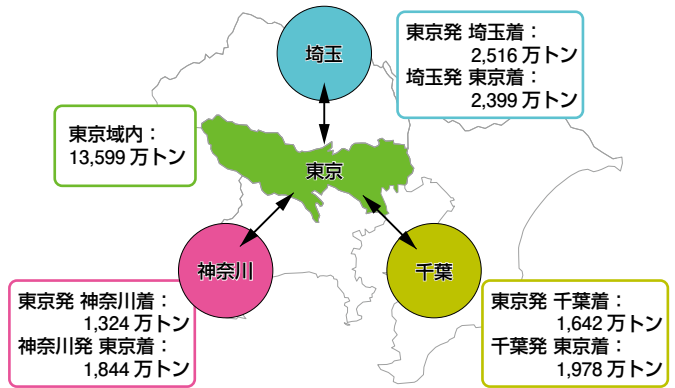 埼玉
東京発 埼玉着：
2,516 万トン
埼玉発 東京着：
2,399 万トン
東京域内：
13,599 万トン
東京
神奈川
千葉
東京発 神奈川着：
1,324 万トン
神奈川発 東京着：
1,844 万トン
東京発 千葉着：
1,642 万トン
千葉発 東京着：
1,978 万トン